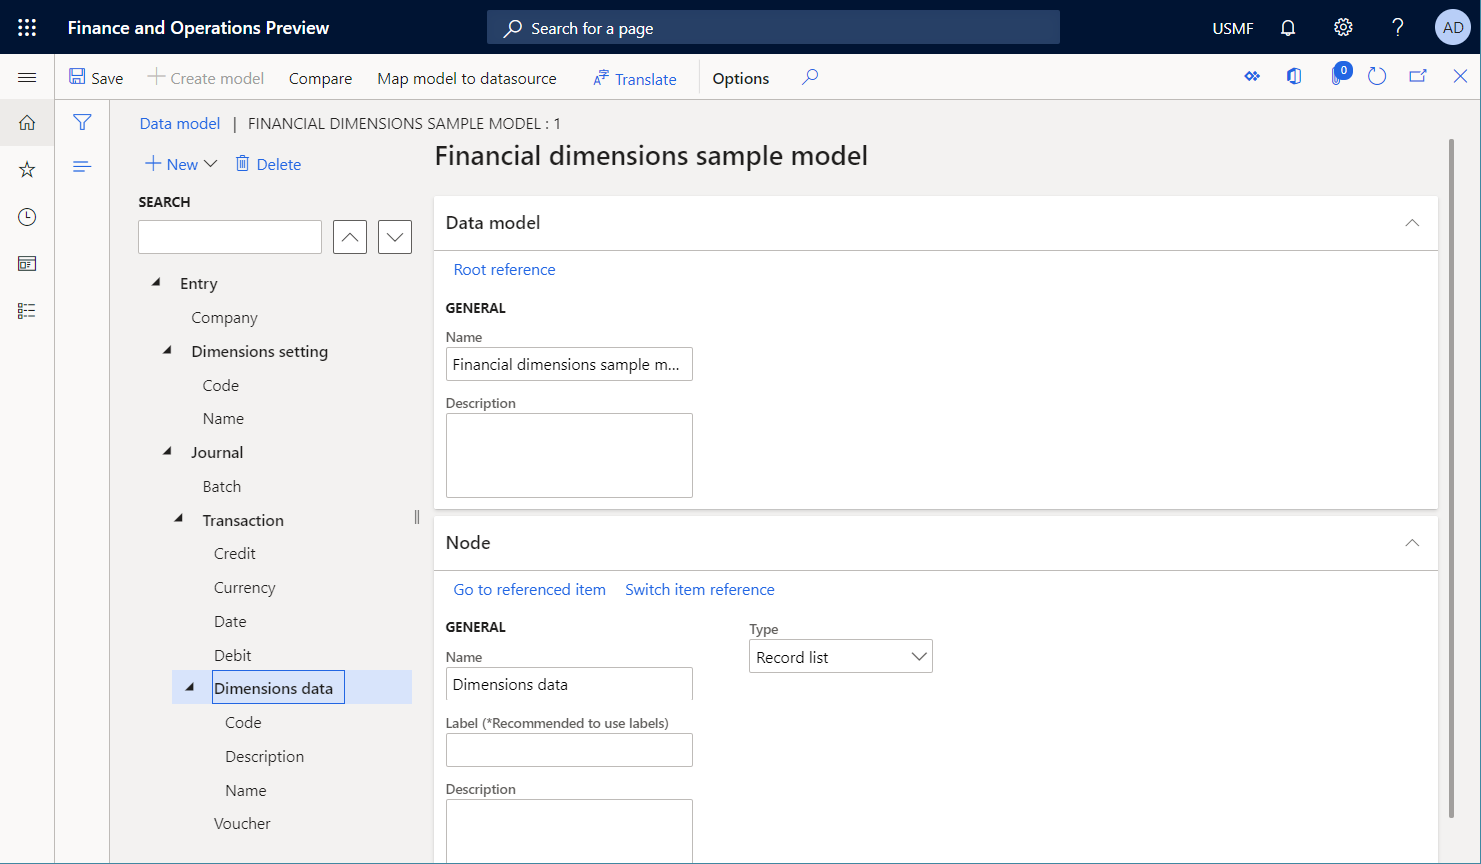 Finance and Operations Preview
Search for a page
USMF
AD
Save
Create model
Compare
Map model to datasource
Translate
Options
0
Data model | FINANCIAL DIMENSIONS SAMPLE MODEL : 1
New
Delete
SEARCH
Entry
Company
Dimensions setting
Code
Name
Journal
Batch
Transaction
Credit
Currency
Date
Debit
Dimensions data
Code
Description
Name
Voucher
Financial dimensions sample model
Data model
Root reference
GENERAL
Name
Financial dimensions sample m...
Description
Node
Go to referenced item
Switch item reference
GENERAL
Name
Dimensions data
Type
Record list
Label (*Recommended to use labels)
Description